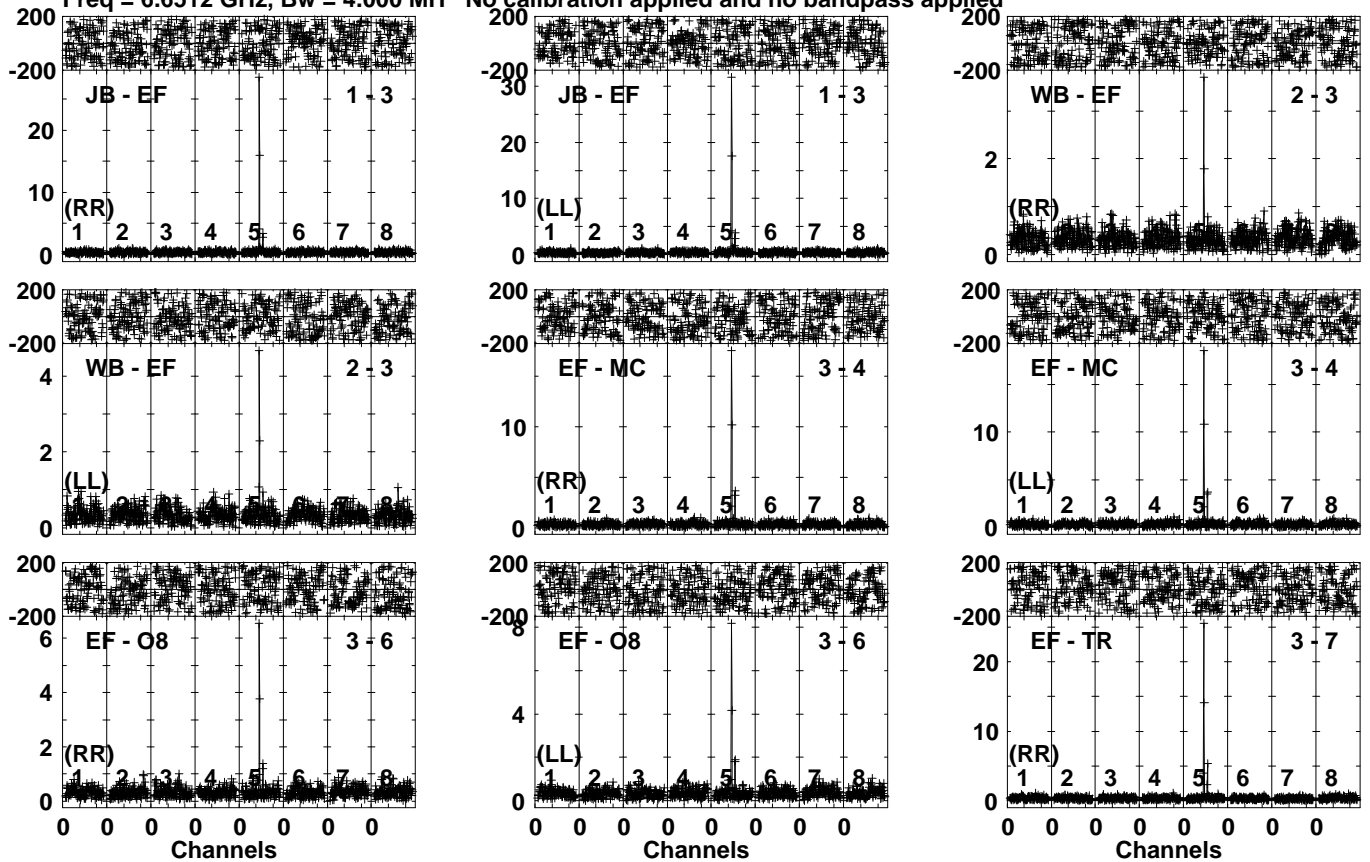 Freq = 6.6512 GHz, Bw = 4.000 MH No calibration applied and no bandpass applied
200 200 200
-200 -200 -200
JB - EF 1 - 3 JB - EF 1 - 3 WB - EF 2 - 3
30
20 20 2
10 10
(RR) (LL) (RR)
1 2 3 4 5 6 7 8 1 2 3 4 5 6 7 8 5
0 0 0
200 200 200
-200 -200 -200
WB - EF 2 - 3 EF - MC 3 - 4 EF - MC 3 - 4
4
10 10
2
(LL) (RR) (LL)
1 2 3 4 5 6 7 8 1 2 3 4 5 6 7 8 1 2 3 4 5 6 7 8
0 0 0
200 200 200
-200 -200 -200
EF - O8 3 - 6 EF - O8 3 - 6 EF - TR 3 - 7
6 8 20
4 4 10
2
(RR) (LL) (RR)
1 2 3 4 5 6 7 8 1 2 3 4 5 6 7 8 1 2 3 4 5 6 7 8
0 0 0
0 0 0 0 0 0 0 0 0 0 0 0 0 0 0 0 0 0 0 0 0 0 0 0
Channels Channels Channels